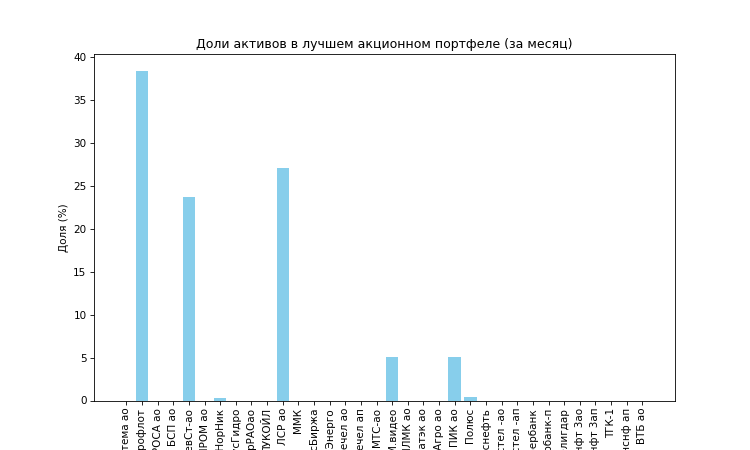 Доли активов в лучшем акционном портфеле (за месяц)
Доля (%)
40
35
30
25
20
15
10
5
0
тема ао
рофлот
РОСА ао
БСП ао
евСт-ао
ПРОМ ао
НорНик
сГидро
рРАОао
ЛУКОЙЛ
ЛСР ао
ММК
сБиржа
Энерго
ечел ао
ечел ап
МТС-ао
М.видео
ЛМК ао
атэк ао
Агро ао
ПИК ао
Полюс
снефть
стел -ао
стел -ап
ербанк
рбанк-п
лигдар
нфт 3ао
нфт 3ап
ТГК-1
нснф ап
ВТБ ао